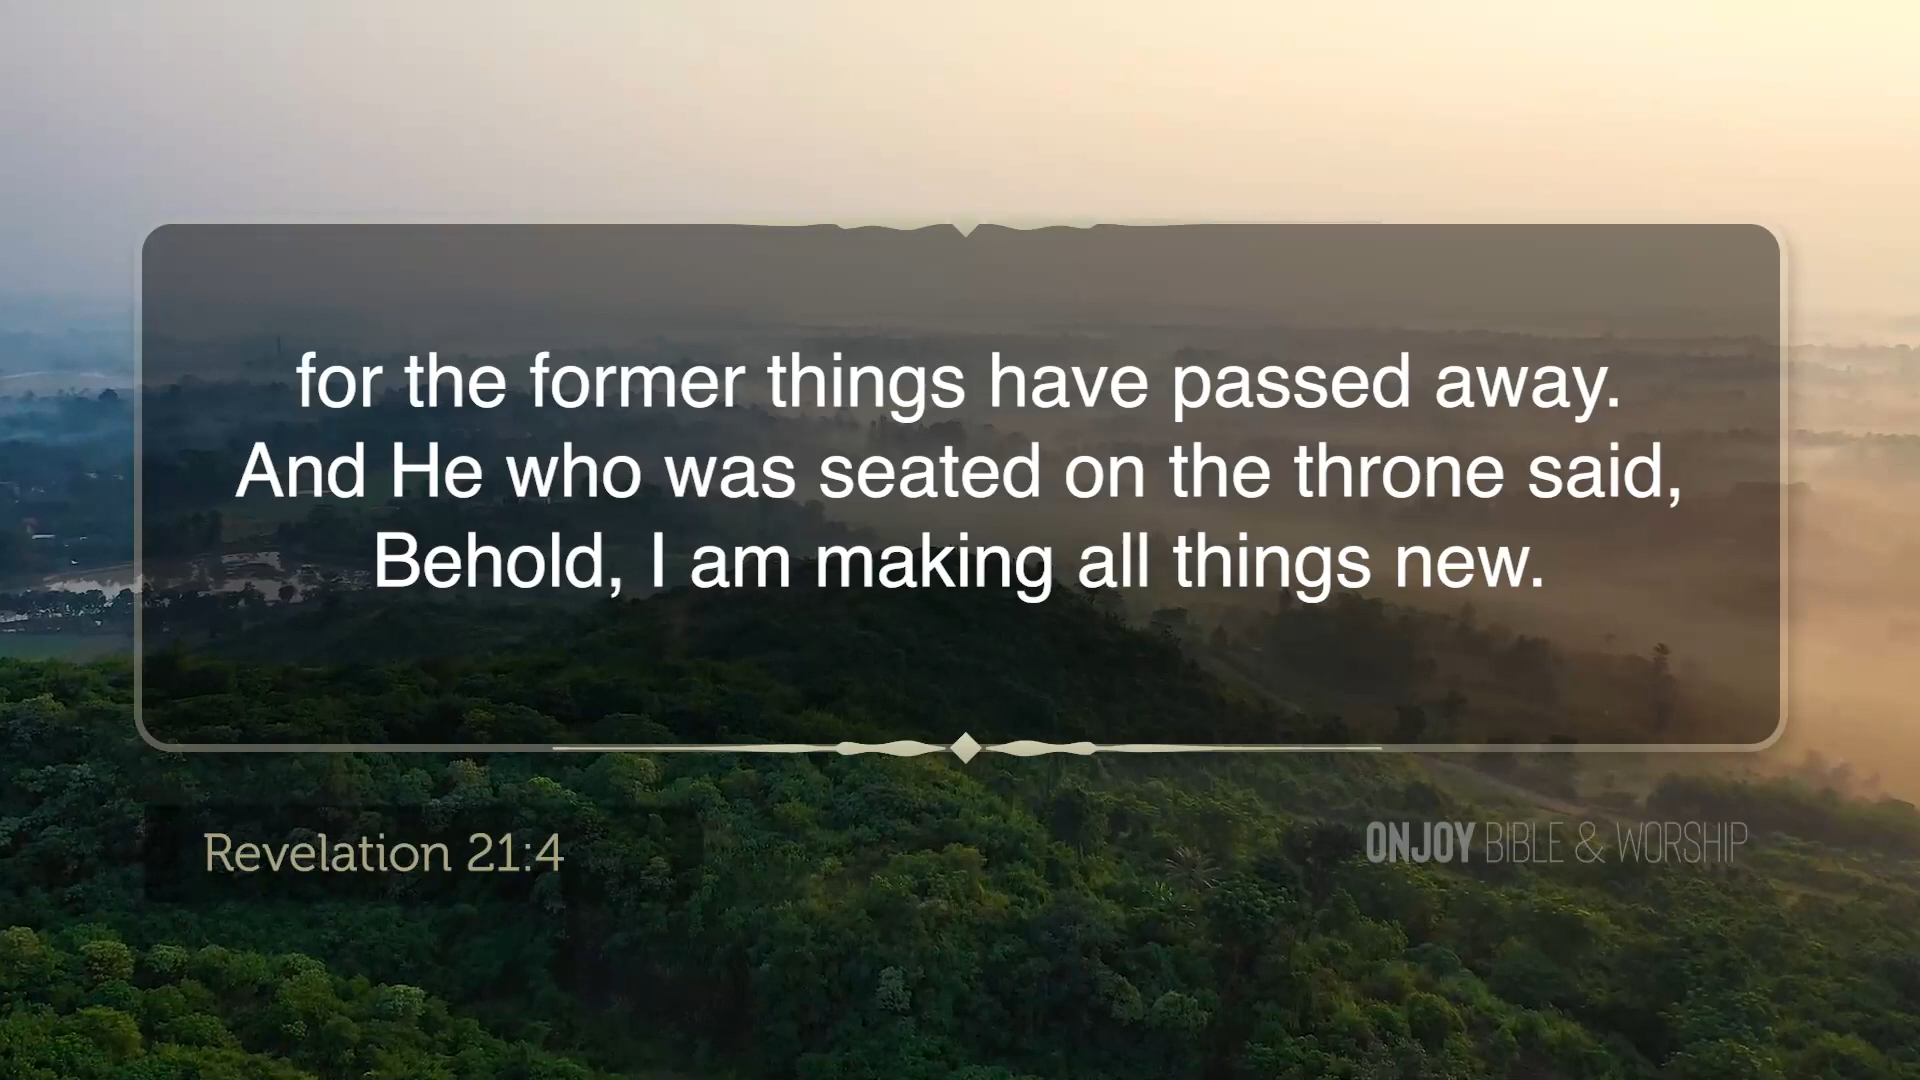 for the former things have passed away.
And He who was seated on the throne said,
Behold, I am making all things new.
Revelation 21:4
ONJOY BIBLE & WORSHIP